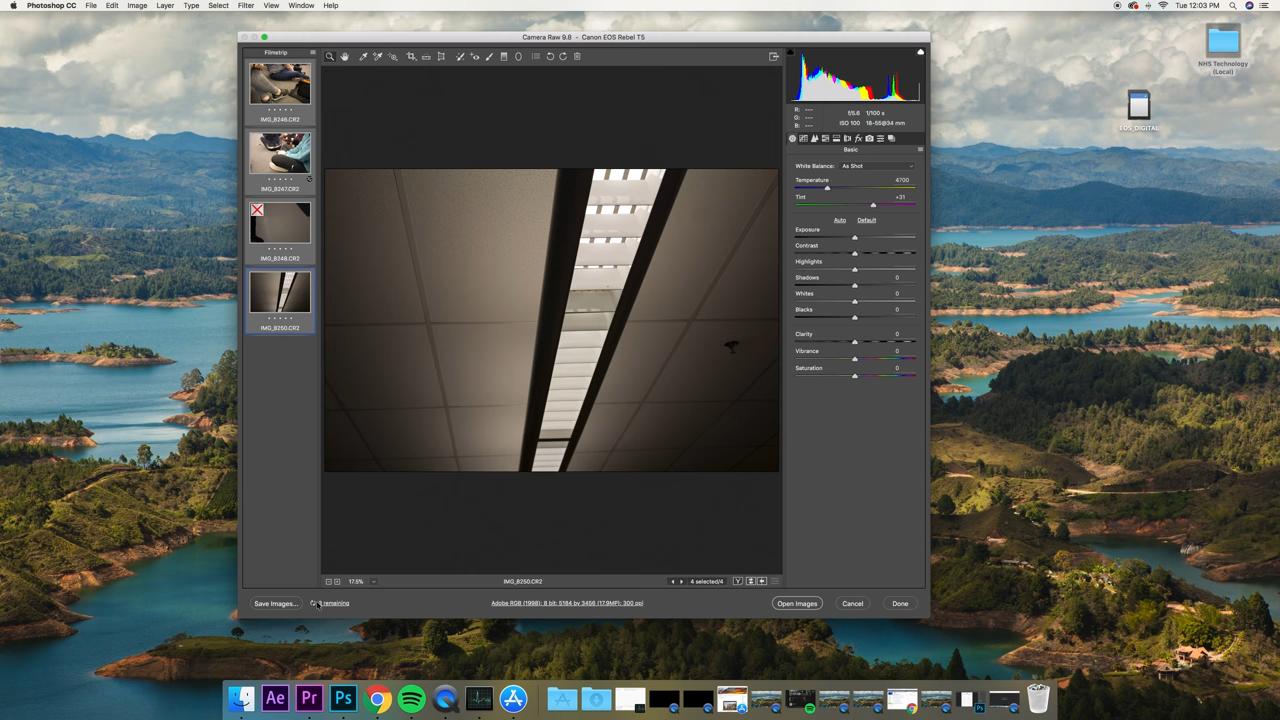 Photoshop CC File Edit Image Layer Type Select Filter View Window Help
Tue 12:03 PM
Camera Raw 9.8 - Canon EOS Rebel T5
Filmstrip
IMG_8246.CR2
IMG_8247.CR2
IMG_8248.CR2
IMG_8250.CR2
R: ---
G: ---
B: ---
f/5.6 1/100 s
ISO 100 18-55@34 mm
Basic
White Balance: As Shot
Temperature 4700
Tint +31
Auto Default
Exposure
Contrast
Highlights
Shadows 0
Whites 0
Blacks 0
Clarity 0
Vibrance 0
Saturation 0
17.5%
IMG_8250.CR2
4 selected/4
Y
Save Images...
remaining
Adobe RGB (1998); 8 bit; 5184 by 3456 (17.9MP); 300 ppi
Open Images
Cancel
Done
NHS Technology
(Local)
EOS_DIGITAL
Ae
Pr
Ps